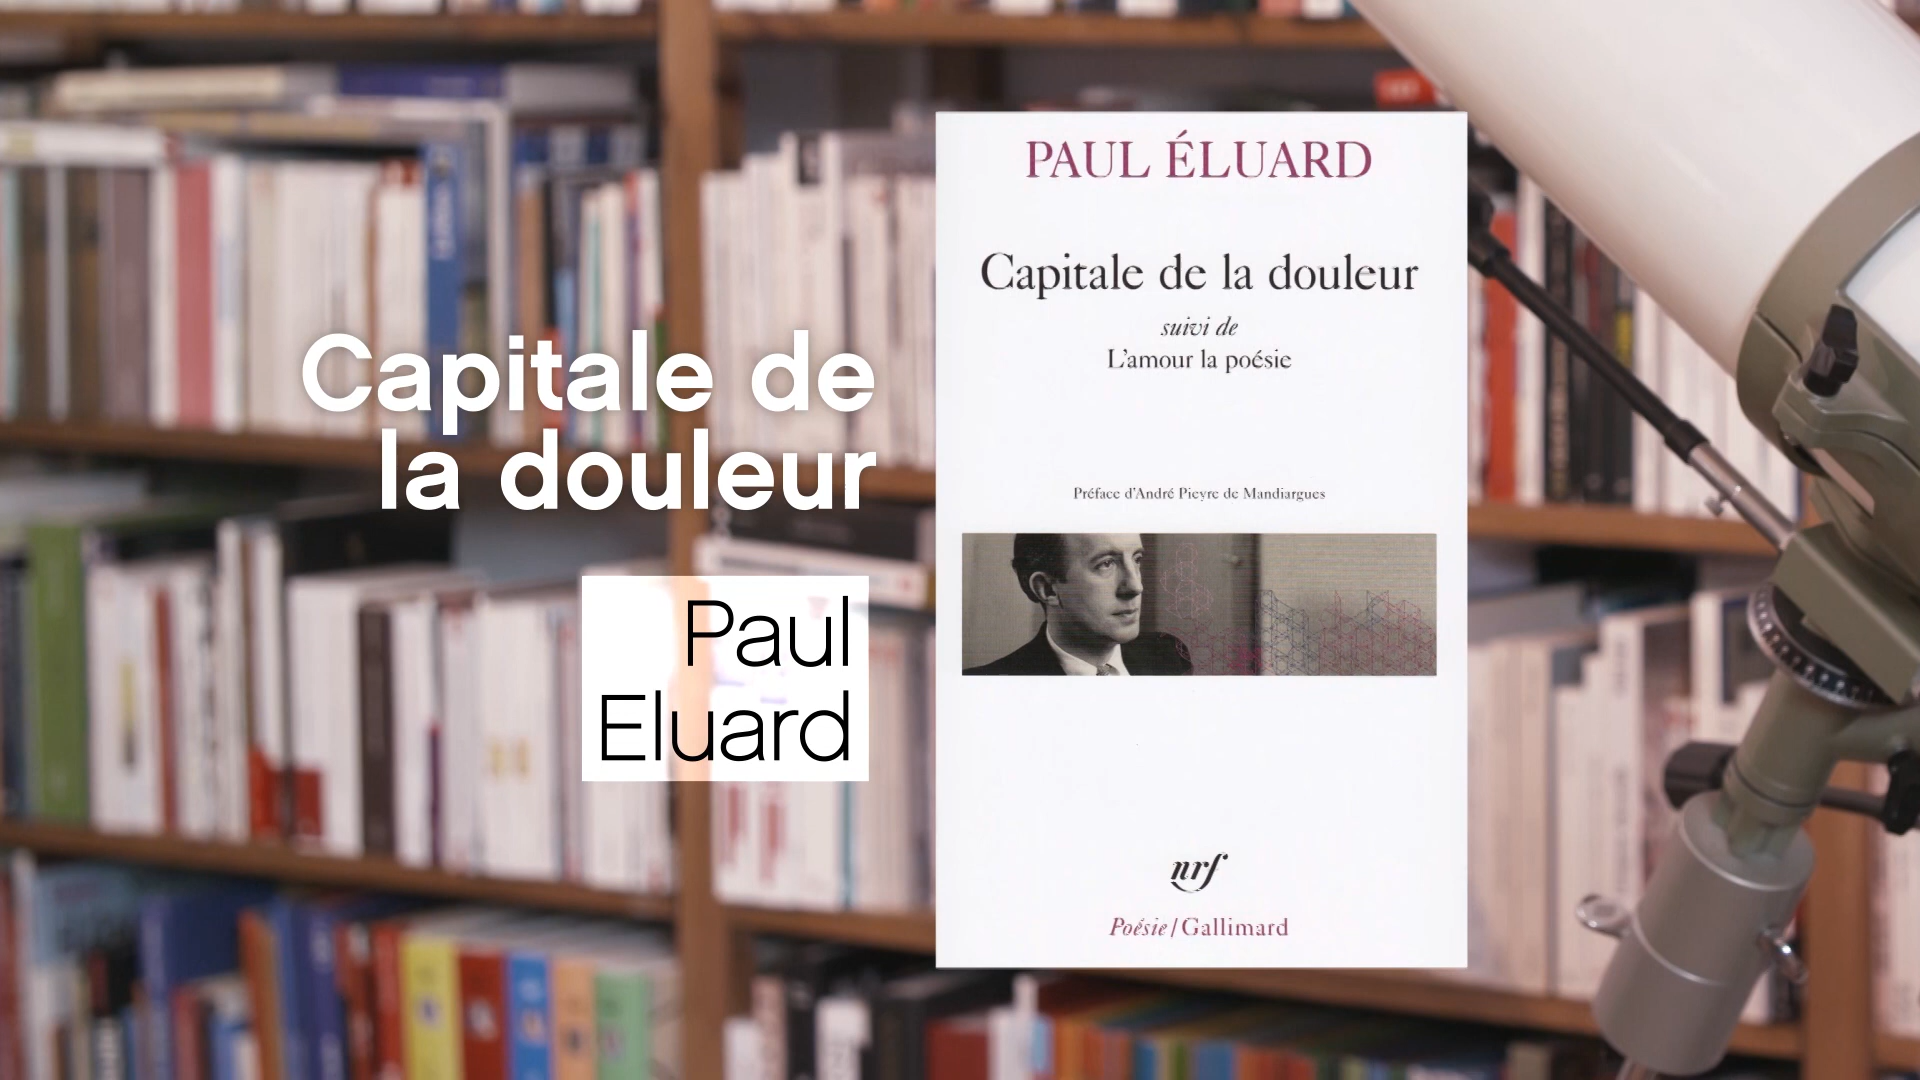 Capitale de
la douleur
Paul
Eluard
PAUL ÉLUARD
Capitale de la douleur
suivi de
L'amour la poésie
Préface d'André Pieyre de Mandiargues
nrf
Poésie / Gallimard